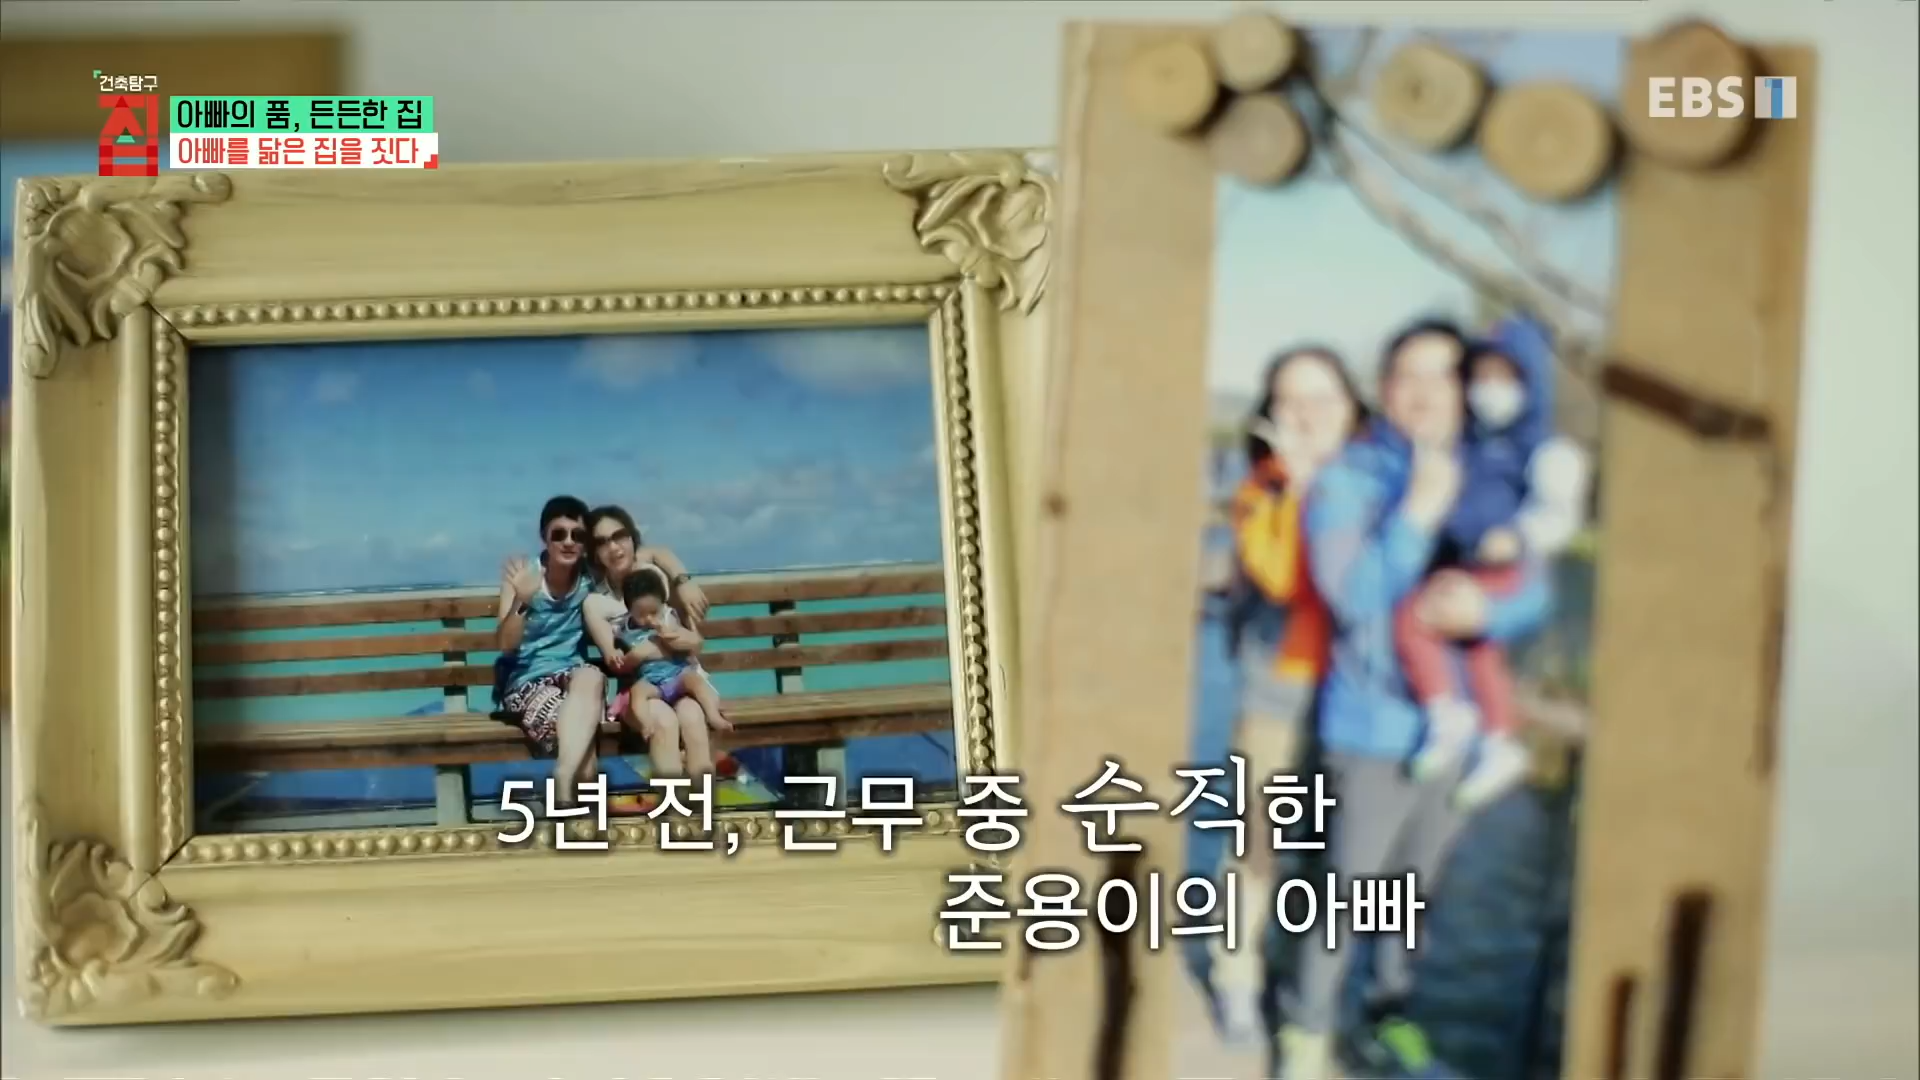 건축탐구
집
아빠의 품, 든든한 집
아빠를 닮은 집을 짓다
EBS 1
5년 전, 근무 중 순직한
준용이의 아빠